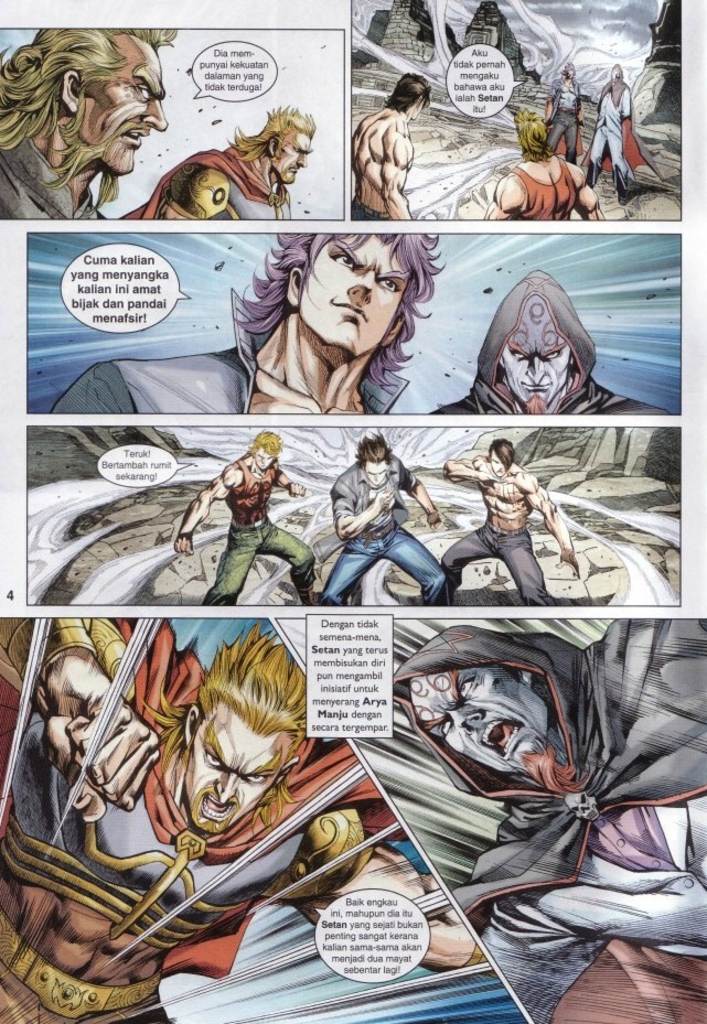 Dia mem-
punyai kekuatan
dalaman yang
tidak terduga!
Aku
tidak pernah
mengaku
bahawa aku
ialah Setan
itu!
Cuma kalian
yang menyangka
kalian ini amat
bijak dan pandai
menafsir!
Teruk!
Bertambah rumit
sekarang!
4
Dengan tidak
semena-mena,
Setan yang terus
membisukan diri
pun mengambil
inisiatif untuk
menyerang Arya
Manju dengan
secara tergempar.
Baik engkau
ini, mahupun dia itu
Setan yang sejati bukan
penting sangat kerana
kalian sama-sama akan
menjadi dua mayat
sebentar lagi!